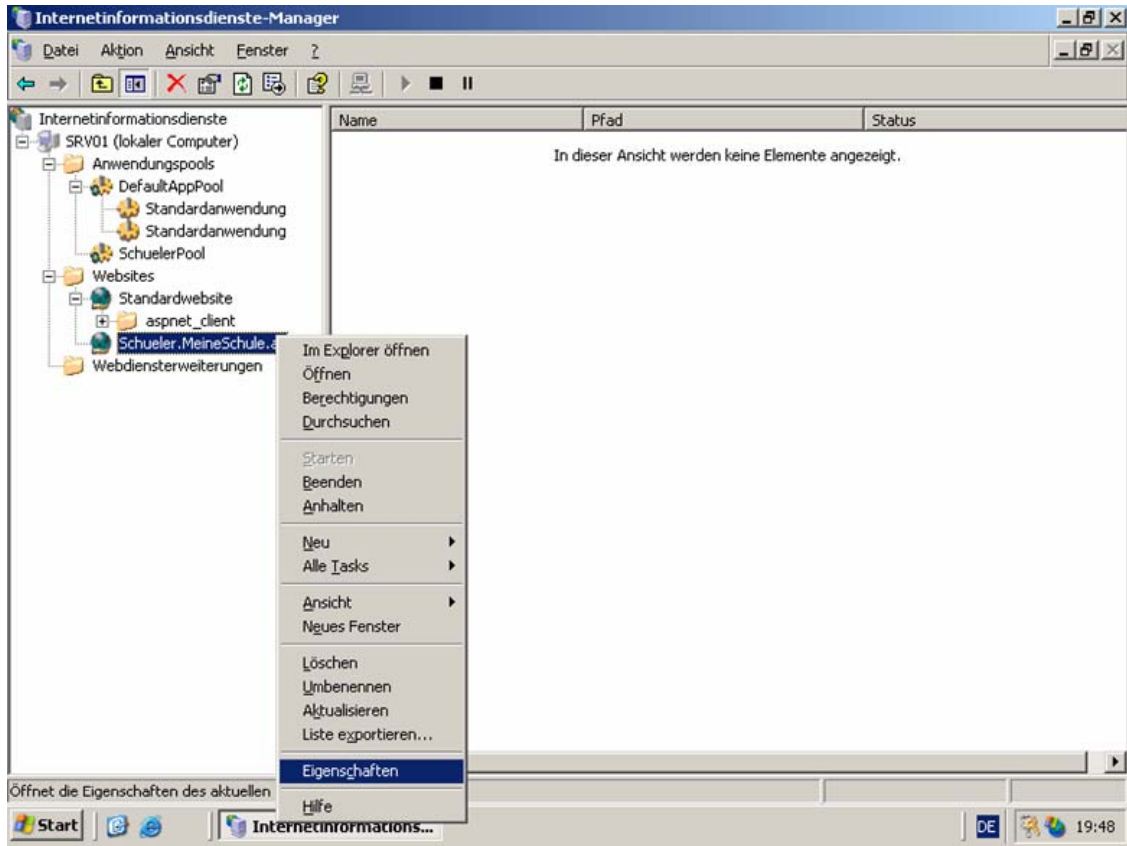 Internetinformationsdienste-Manager
Datei Aktion Ansicht Fenster ?
Internetinformationsdienste
SRV01 (lokaler Computer)
Anwendungspools
DefaultAppPool
Standardanwendung
Standardanwendung
SchuelerPool
Websites
Standardwebsite
aspnet_client
Schueler.MeineSchule.a
Webdiensterweiterungen
Name Pfad Status
In dieser Ansicht werden keine Elemente angezeigt.
Im Explorer öffnen
Öffnen
Berechtigungen
Durchsuchen
Starten
Beenden
Anhalten
Neu
Alle Tasks
Ansicht
Neues Fenster
Löschen
Umbenennen
Aktualisieren
Liste exportieren...
Eigenschaften
Hilfe
Öffnet die Eigenschaften des aktuellen
Start Internetinformations... DE 19:48